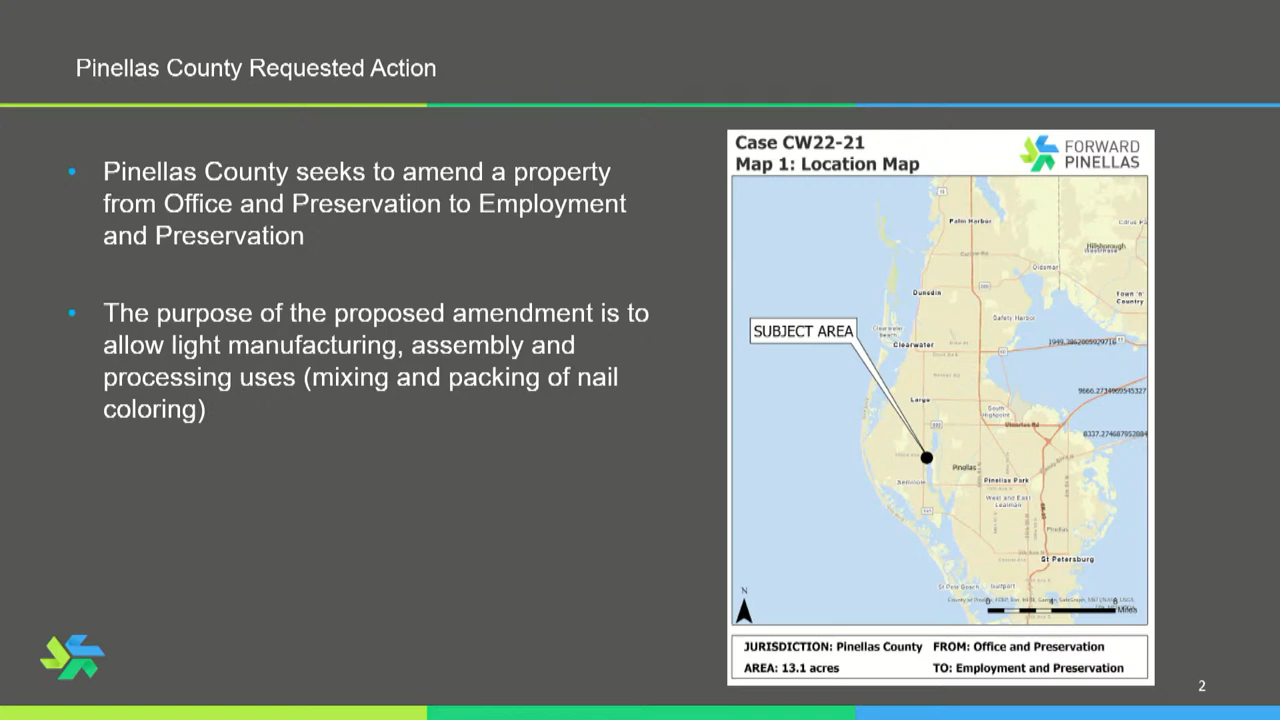 Pinellas County Requested Action
• Pinellas County seeks to amend a property
from Office and Preservation to Employment
and Preservation
• The purpose of the proposed amendment is to
allow light manufacturing, assembly and
processing uses (mixing and packing of nail
coloring)
Case CW22-21
Map 1: Location Map
FORWARD
PINELLAS
Palm Harbor
Hillsborough
Oldsmar
Dunedin
Town 'n'
Country
Safety Harbor
SUBJECT AREA
Clearwater
Beach
Clearwater
Largo
South
Highpoint
Pinellas
Seminole
Pinellas Park
West and East
Lealman
Pinellas
St Petersburg
St Pete Beach
Gulfport
N
0 4 8
Miles
JURISDICTION: Pinellas County FROM: Office and Preservation
AREA: 13.1 acres TO: Employment and Preservation
2